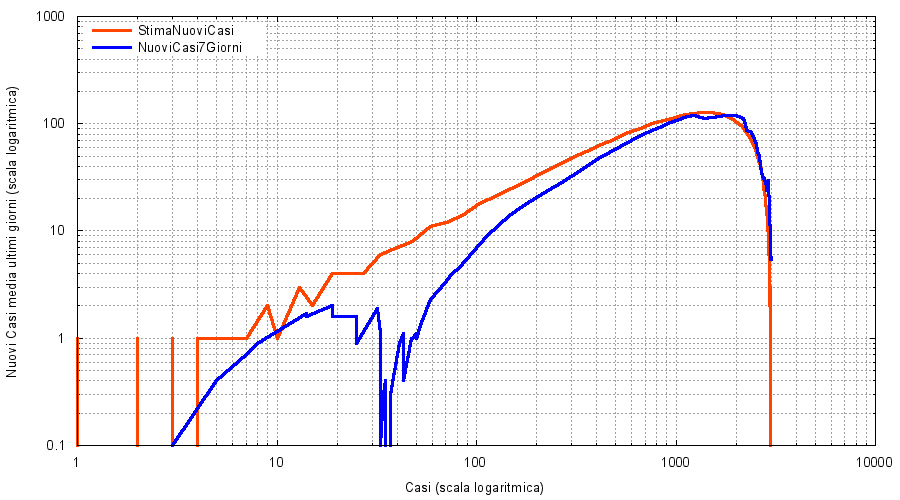 1000
StimaNuoviCasi
NuoviCasi7Giorni
100
10
1
0.1
Nuovi Casi media ultimi giorni (scala logaritmica)
1 10 100 1000 10000
Casi (scala logaritmica)